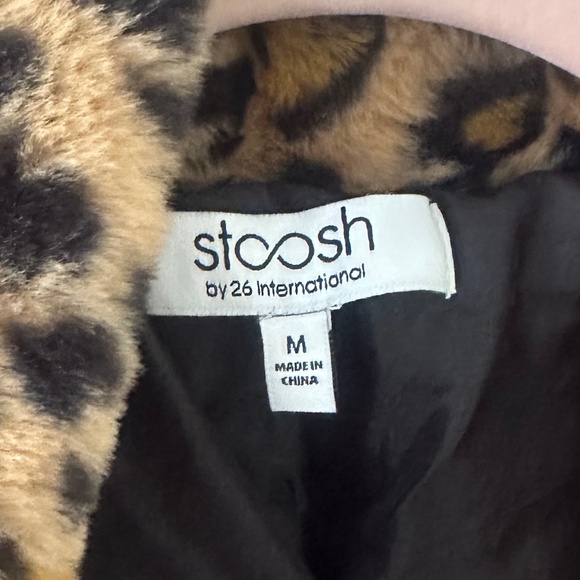 stoosh
by 26 International
M
MADE IN
CHINA